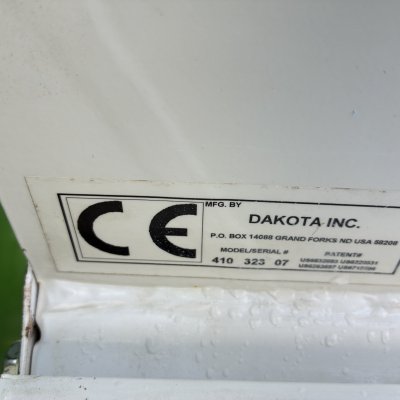 CE
MFG. BY
DAKOTA INC.
P.O. BOX 14088 GRAND FORKS ND USA 58208
MODEL/SERIAL #
410 323 07
PATENT#